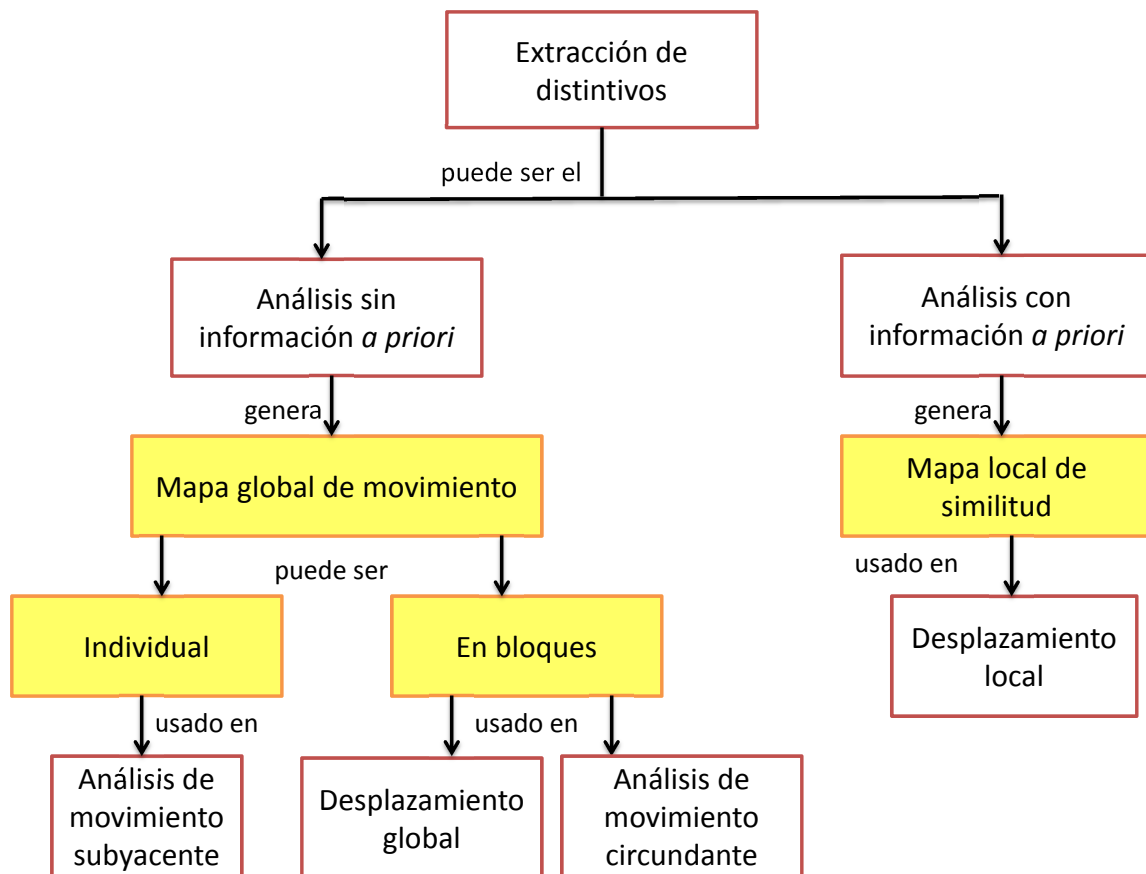 Extracción de
distintivos
puede ser el
Análisis sin
información a priori
Análisis con
información a priori
genera
genera
Mapa global de movimiento
Mapa local de
similitud
puede ser
usado en
Individual
En bloques
Desplazamiento
local
usado en
usado en
Análisis de
movimiento
subyacente
Desplazamiento
global
Análisis de
movimiento
circundante